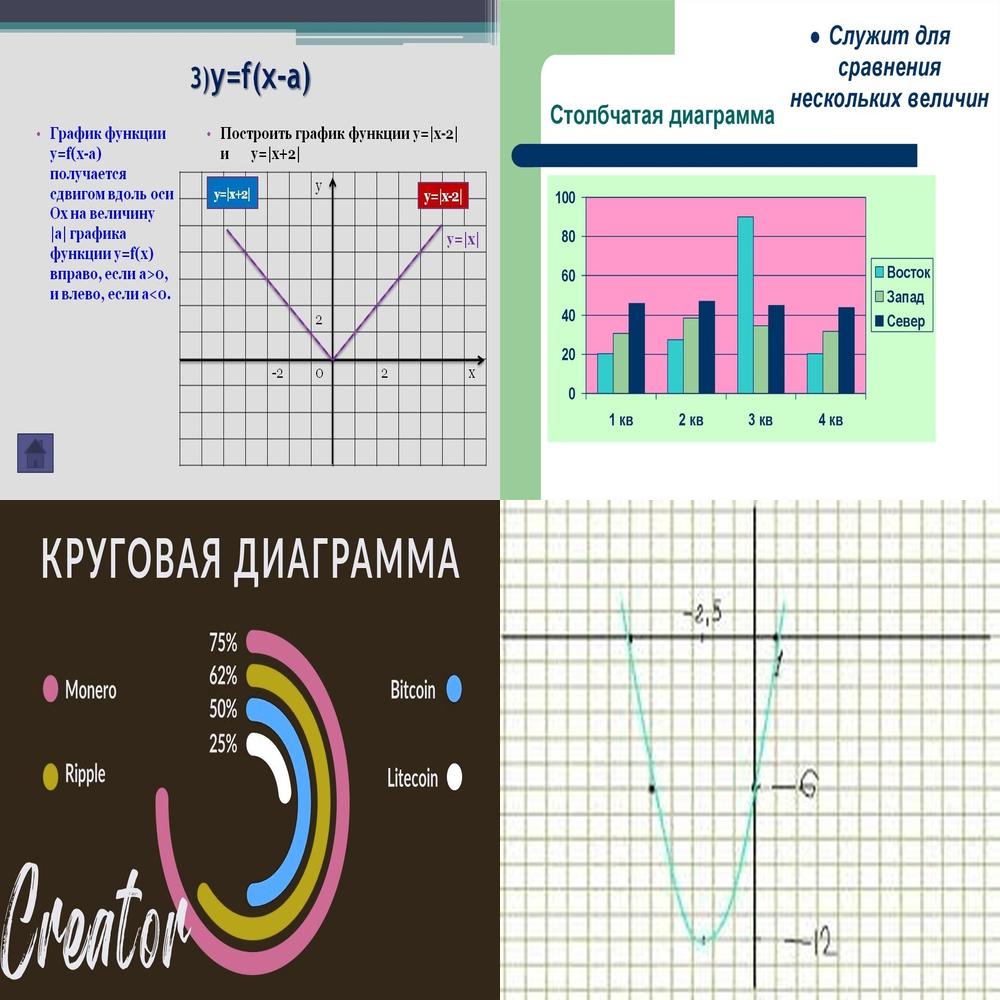 3)y=f(x-a)
• График функции
y=f(x-a)
получается
сдвигом вдоль оси
Ox на величину
|a| графика
функции y=f(x)
вправо, если a>0,
и влево, если a<0.
• Построить график функции y=|x-2|
и y=|x+2|
y=|x+2|
y
y=|x-2|
y=|x|
2
-2
0
2
x
• Служит для
сравнения
нескольких величин
Столбчатая диаграмма
100
80
60
40
20
0
1 кв
2 кв
3 кв
4 кв
Восток
Запад
Север
КРУГОВАЯ ДИАГРАММА
75%
62%
50%
25%
Monero
Ripple
Bitcoin
Litecoin
Creator
-2,5
1
-6
-12